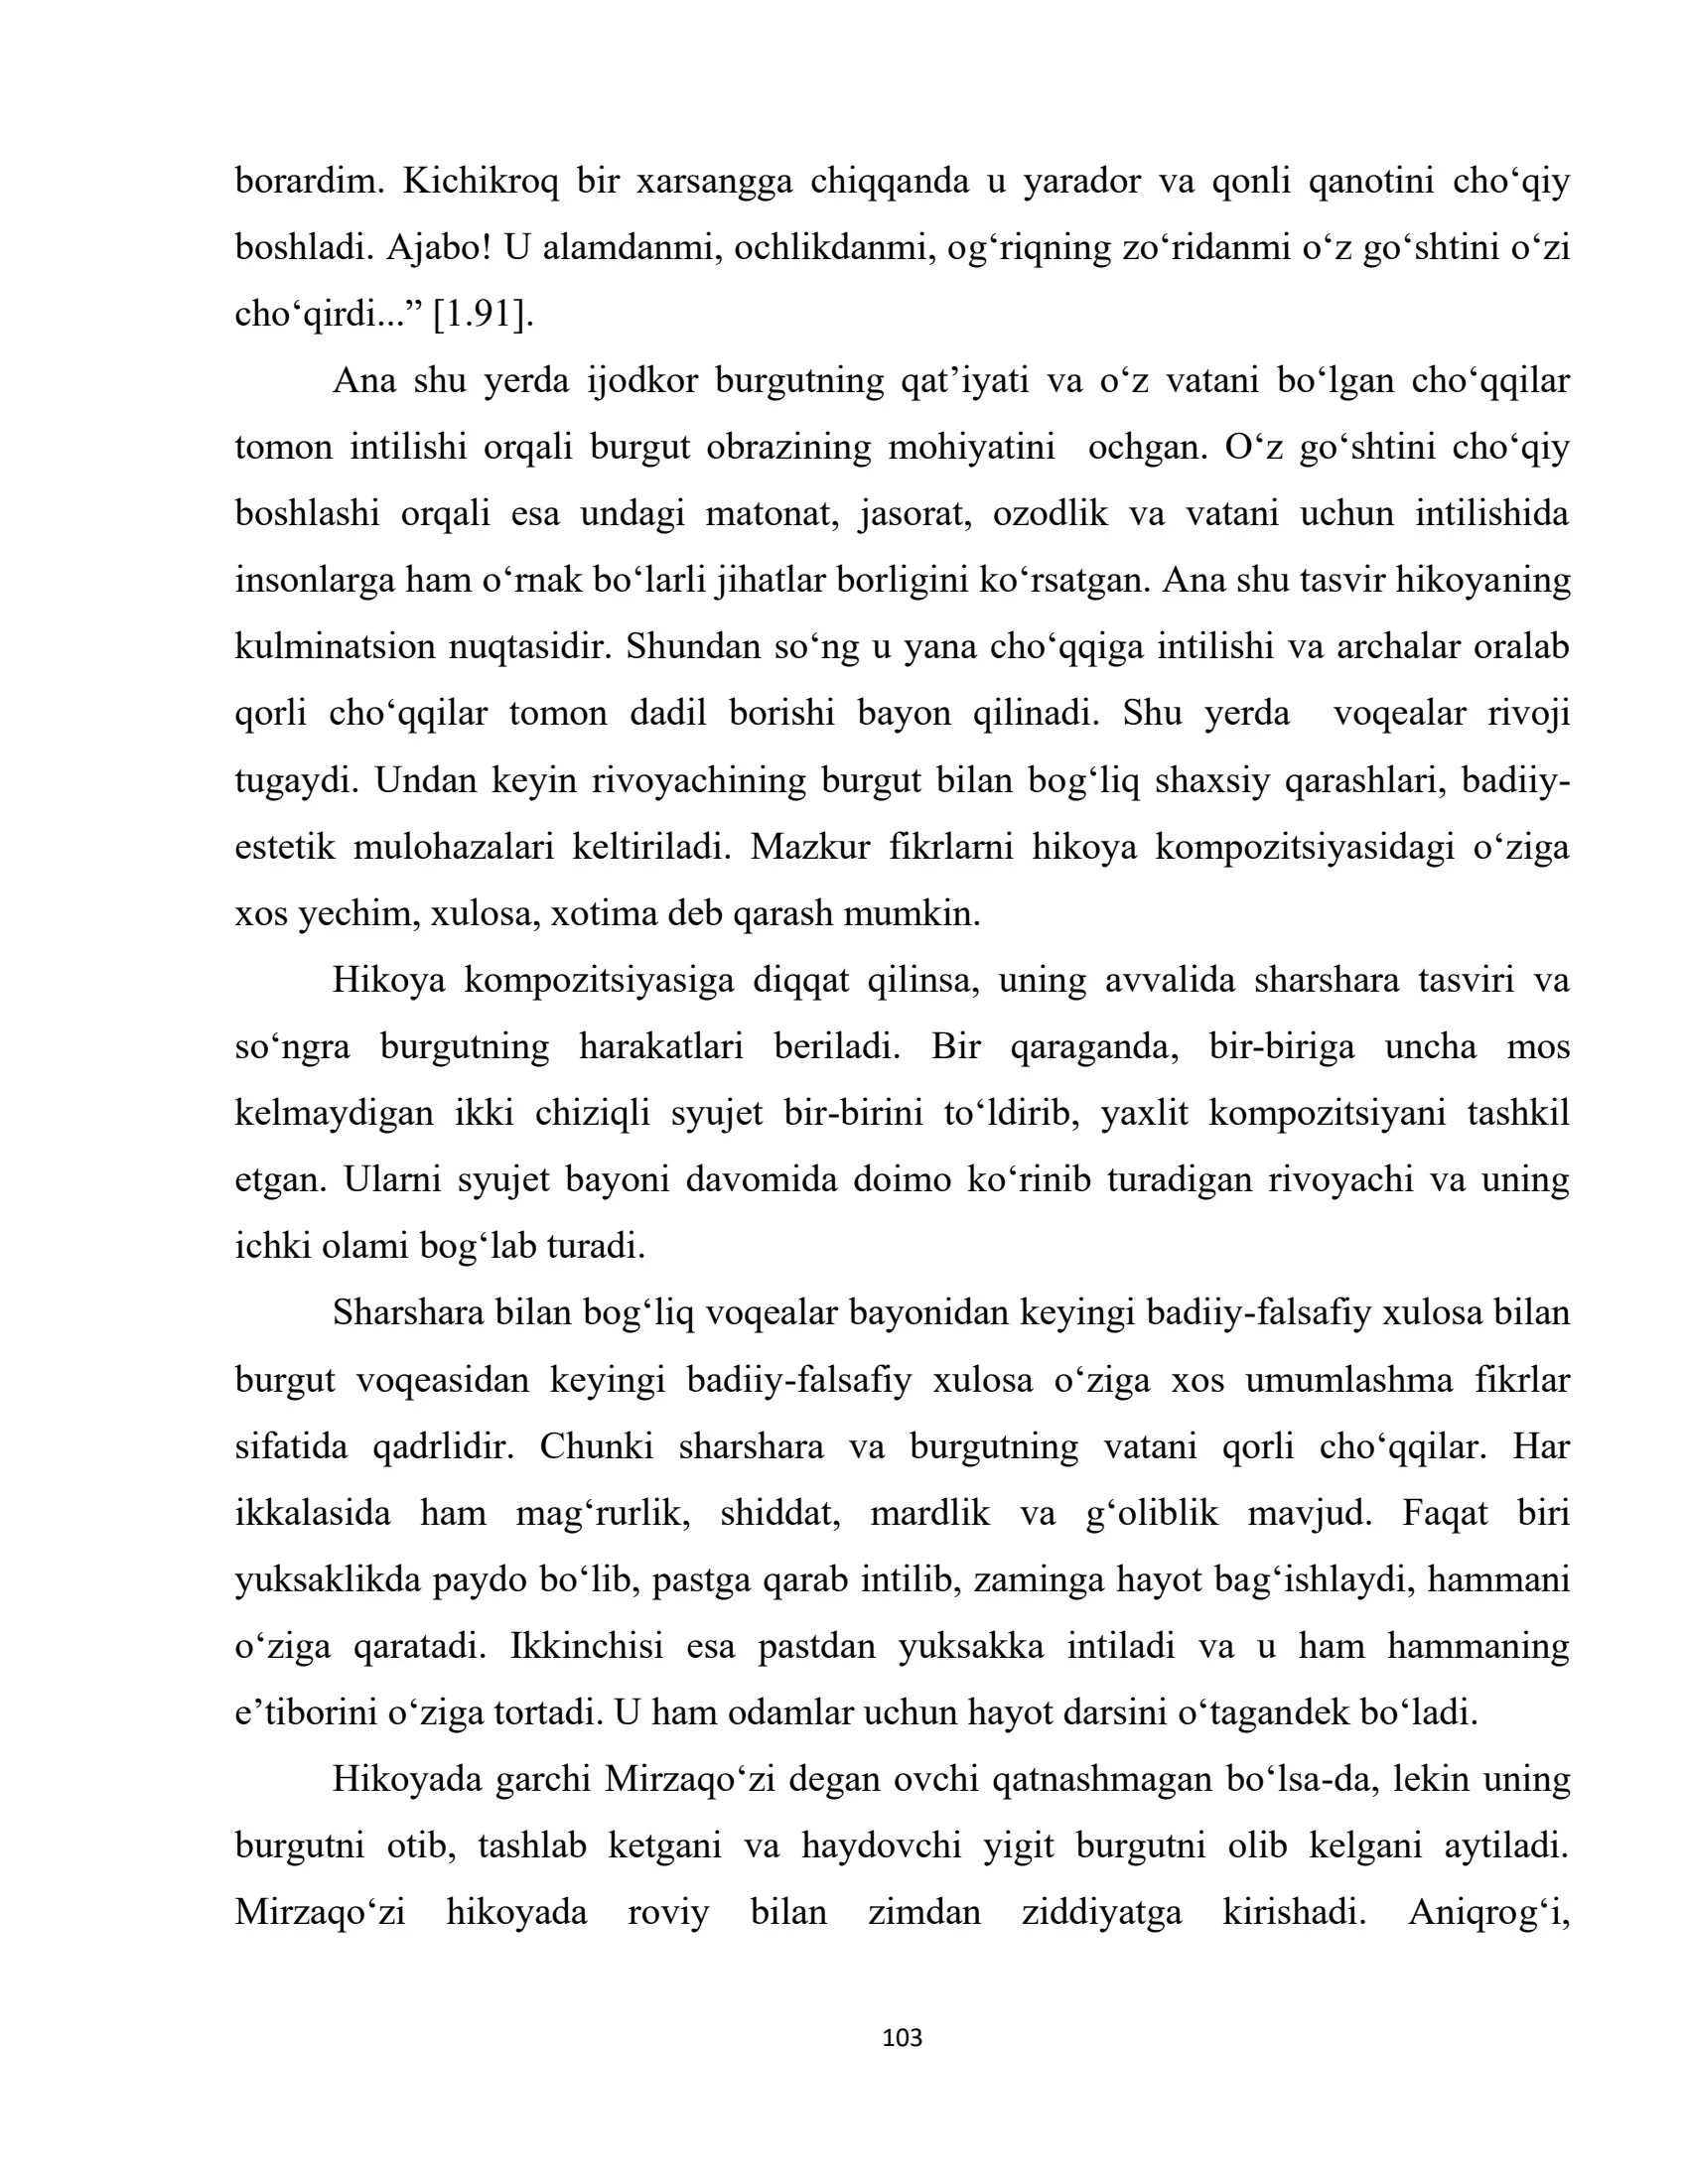 borardim. Kichikroq bir xarsangga chiqqanda u yarador va qonli qanotini cho‘qiy
boshladi. Ajabo! U alamdanmi, ochlikdanmi, og‘riqning zo‘ridanmi o‘z go‘shtini o‘zi
cho‘qirdi...” [1.91].
Ana shu yerda ijodkor burgutning qat’iyati va o‘z vatani bo‘lgan cho‘qqilar
tomon intilishi orqali burgut obrazining mohiyatini ochgan. O‘z go‘shtini cho‘qiy
boshlashi orqali esa undagi matonat, jasorat, ozodlik va vatani uchun intilishida
insonlarga ham o‘rnak bo‘larli jihatlar borligini ko‘rsatgan. Ana shu tasvir hikoyaning
kulminatsion nuqtasidir. Shundan so‘ng u yana cho‘qqiga intilishi va archalar oralab
qorli cho‘qqilar tomon dadil borishi bayon qilinadi. Shu yerda voqealar rivoji
tugaydi. Undan keyin rivoyachining burgut bilan bog‘liq shaxsiy qarashlari, badiiy-
estetik mulohazalari keltiriladi. Mazkur fikrlarni hikoya kompozitsiyasidagi o‘ziga
xos yechim, xulosa, xotima deb qarash mumkin.
Hikoya kompozitsiyasiga diqqat qilinsa, uning avvalida sharshara tasviri va
so‘ngra burgutning harakatlari beriladi. Bir qaraganda, bir-biriga uncha mos
kelmaydigan ikki chiziqli syujet bir-birini to‘ldirib, yaxlit kompozitsiyani tashkil
etgan. Ularni syujet bayoni davomida doimo ko‘rinib turadigan rivoyachi va uning
ichki olami bog‘lab turadi.
Sharshara bilan bog‘liq voqealar bayonidan keyingi badiiy-falsafiy xulosa bilan
burgut voqeasidan keyingi badiiy-falsafiy xulosa o‘ziga xos umumlashma fikrlar
sifatida qadrlidir. Chunki sharshara va burgutning vatani qorli cho‘qqilar. Har
ikkalasida ham mag‘rurlik, shiddat, mardlik va g‘oliblik mavjud. Faqat biri
yuksaklikda paydo bo‘lib, pastga qarab intilib, zaminga hayot bag‘ishlaydi, hammani
o‘ziga qaratadi. Ikkinchisi esa pastdan yuksakka intiladi va u ham hammaning
e’tiborini o‘ziga tortadi. U ham odamlar uchun hayot darsini o‘tagandek bo‘ladi.
Hikoyada garchi Mirzaqo‘zi degan ovchi qatnashmagan bo‘lsa-da, lekin uning
burgutni otib, tashlab ketgani va haydovchi yigit burgutni olib kelgani aytiladi.
Mirzaqo‘zi hikoyada roviy bilan zimdan ziddiyatga kirishadi. Aniqrog‘i,
103